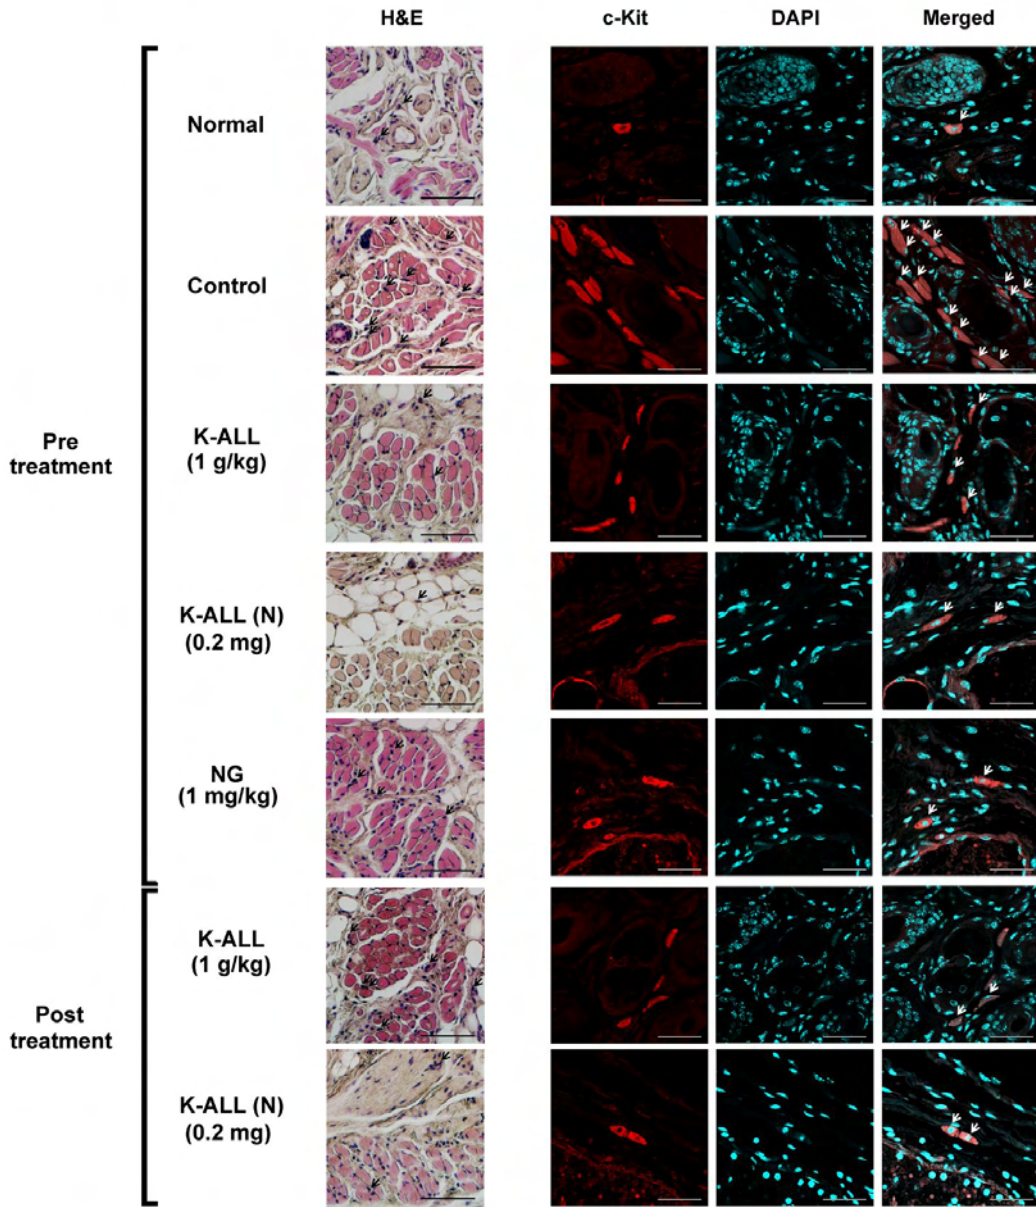 H&E
c-Kit
DAPI
Merged
Normal
Control
Pre
treatment
K-ALL
(1 g/kg)
K-ALL (N)
(0.2 mg)
NG
(1 mg/kg)
Post
treatment
K-ALL
(1 g/kg)
K-ALL (N)
(0.2 mg)